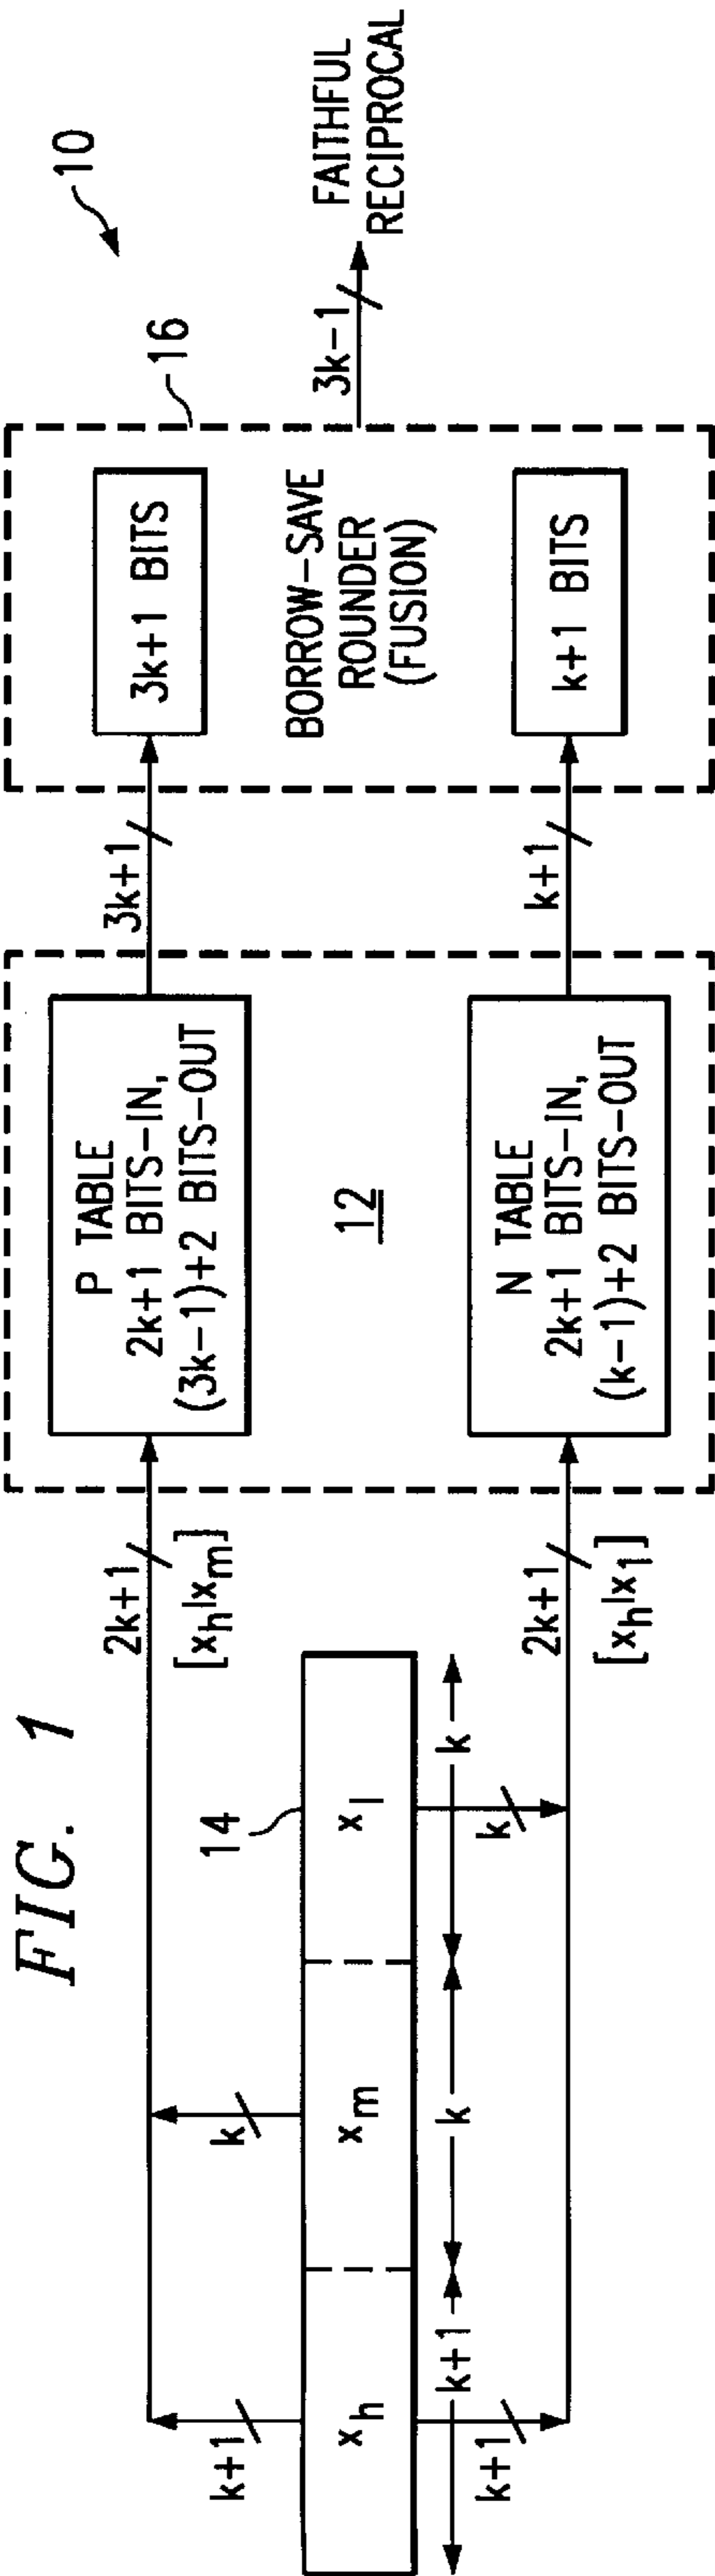 FIG. 1
10
14
x_h
x_m
x_l
k+1
k
k
k+1
k
k+1
k
2k+1
[x_h|x_m]
2k+1
[x_h|x_l]
P TABLE
2k+1 BITS-IN,
(3k-1)+2 BITS-OUT
12
N TABLE
2k+1 BITS-IN,
(k-1)+2 BITS-OUT
3k+1
k+1
16
3k+1 BITS
BORROW-SAVE
ROUNDER
(FUSION)
k+1 BITS
3k-1
FAITHFUL
RECIPROCAL